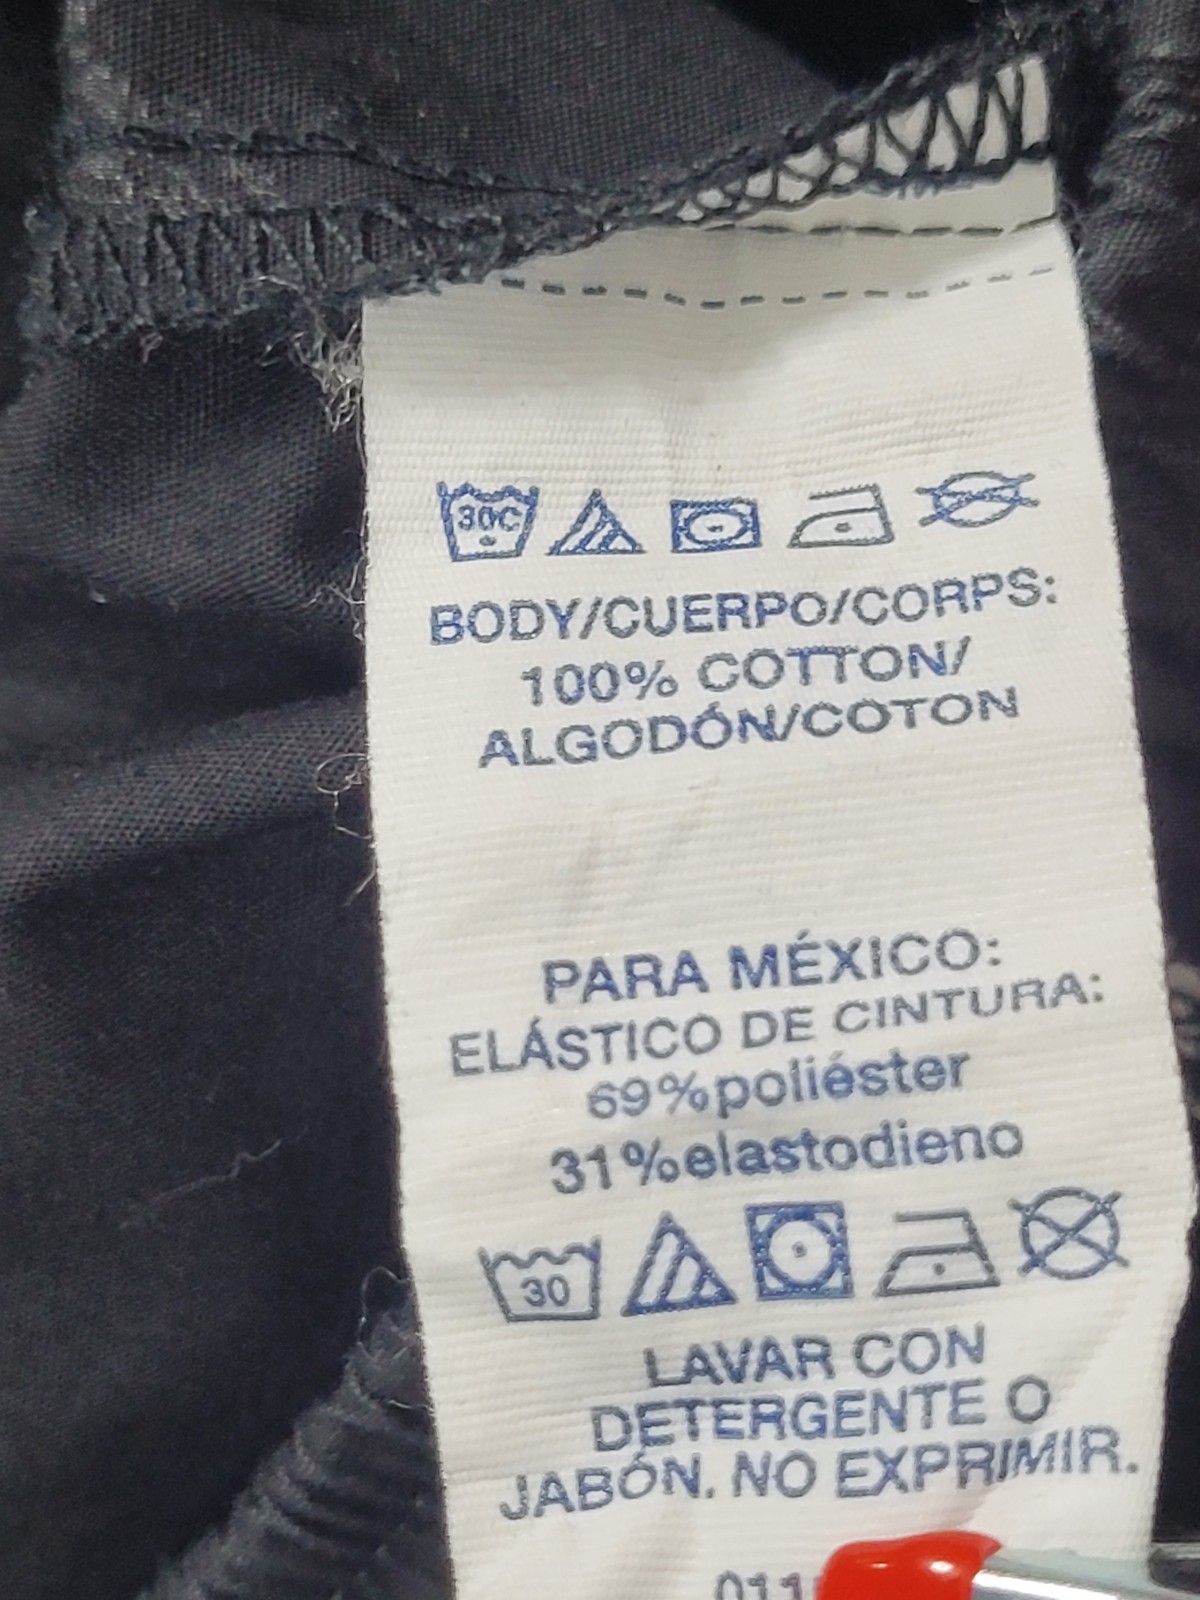 30C
BODY/CUERPO/CORPS:
100% COTTON/
ALGODÓN/COTON
PARA MÉXICO:
ELÁSTICO DE CINTURA:
69%poliéster
31%elastodieno
30
LAVAR CON
DETERGENTE O
JABÓN. NO EXPRIMIR.